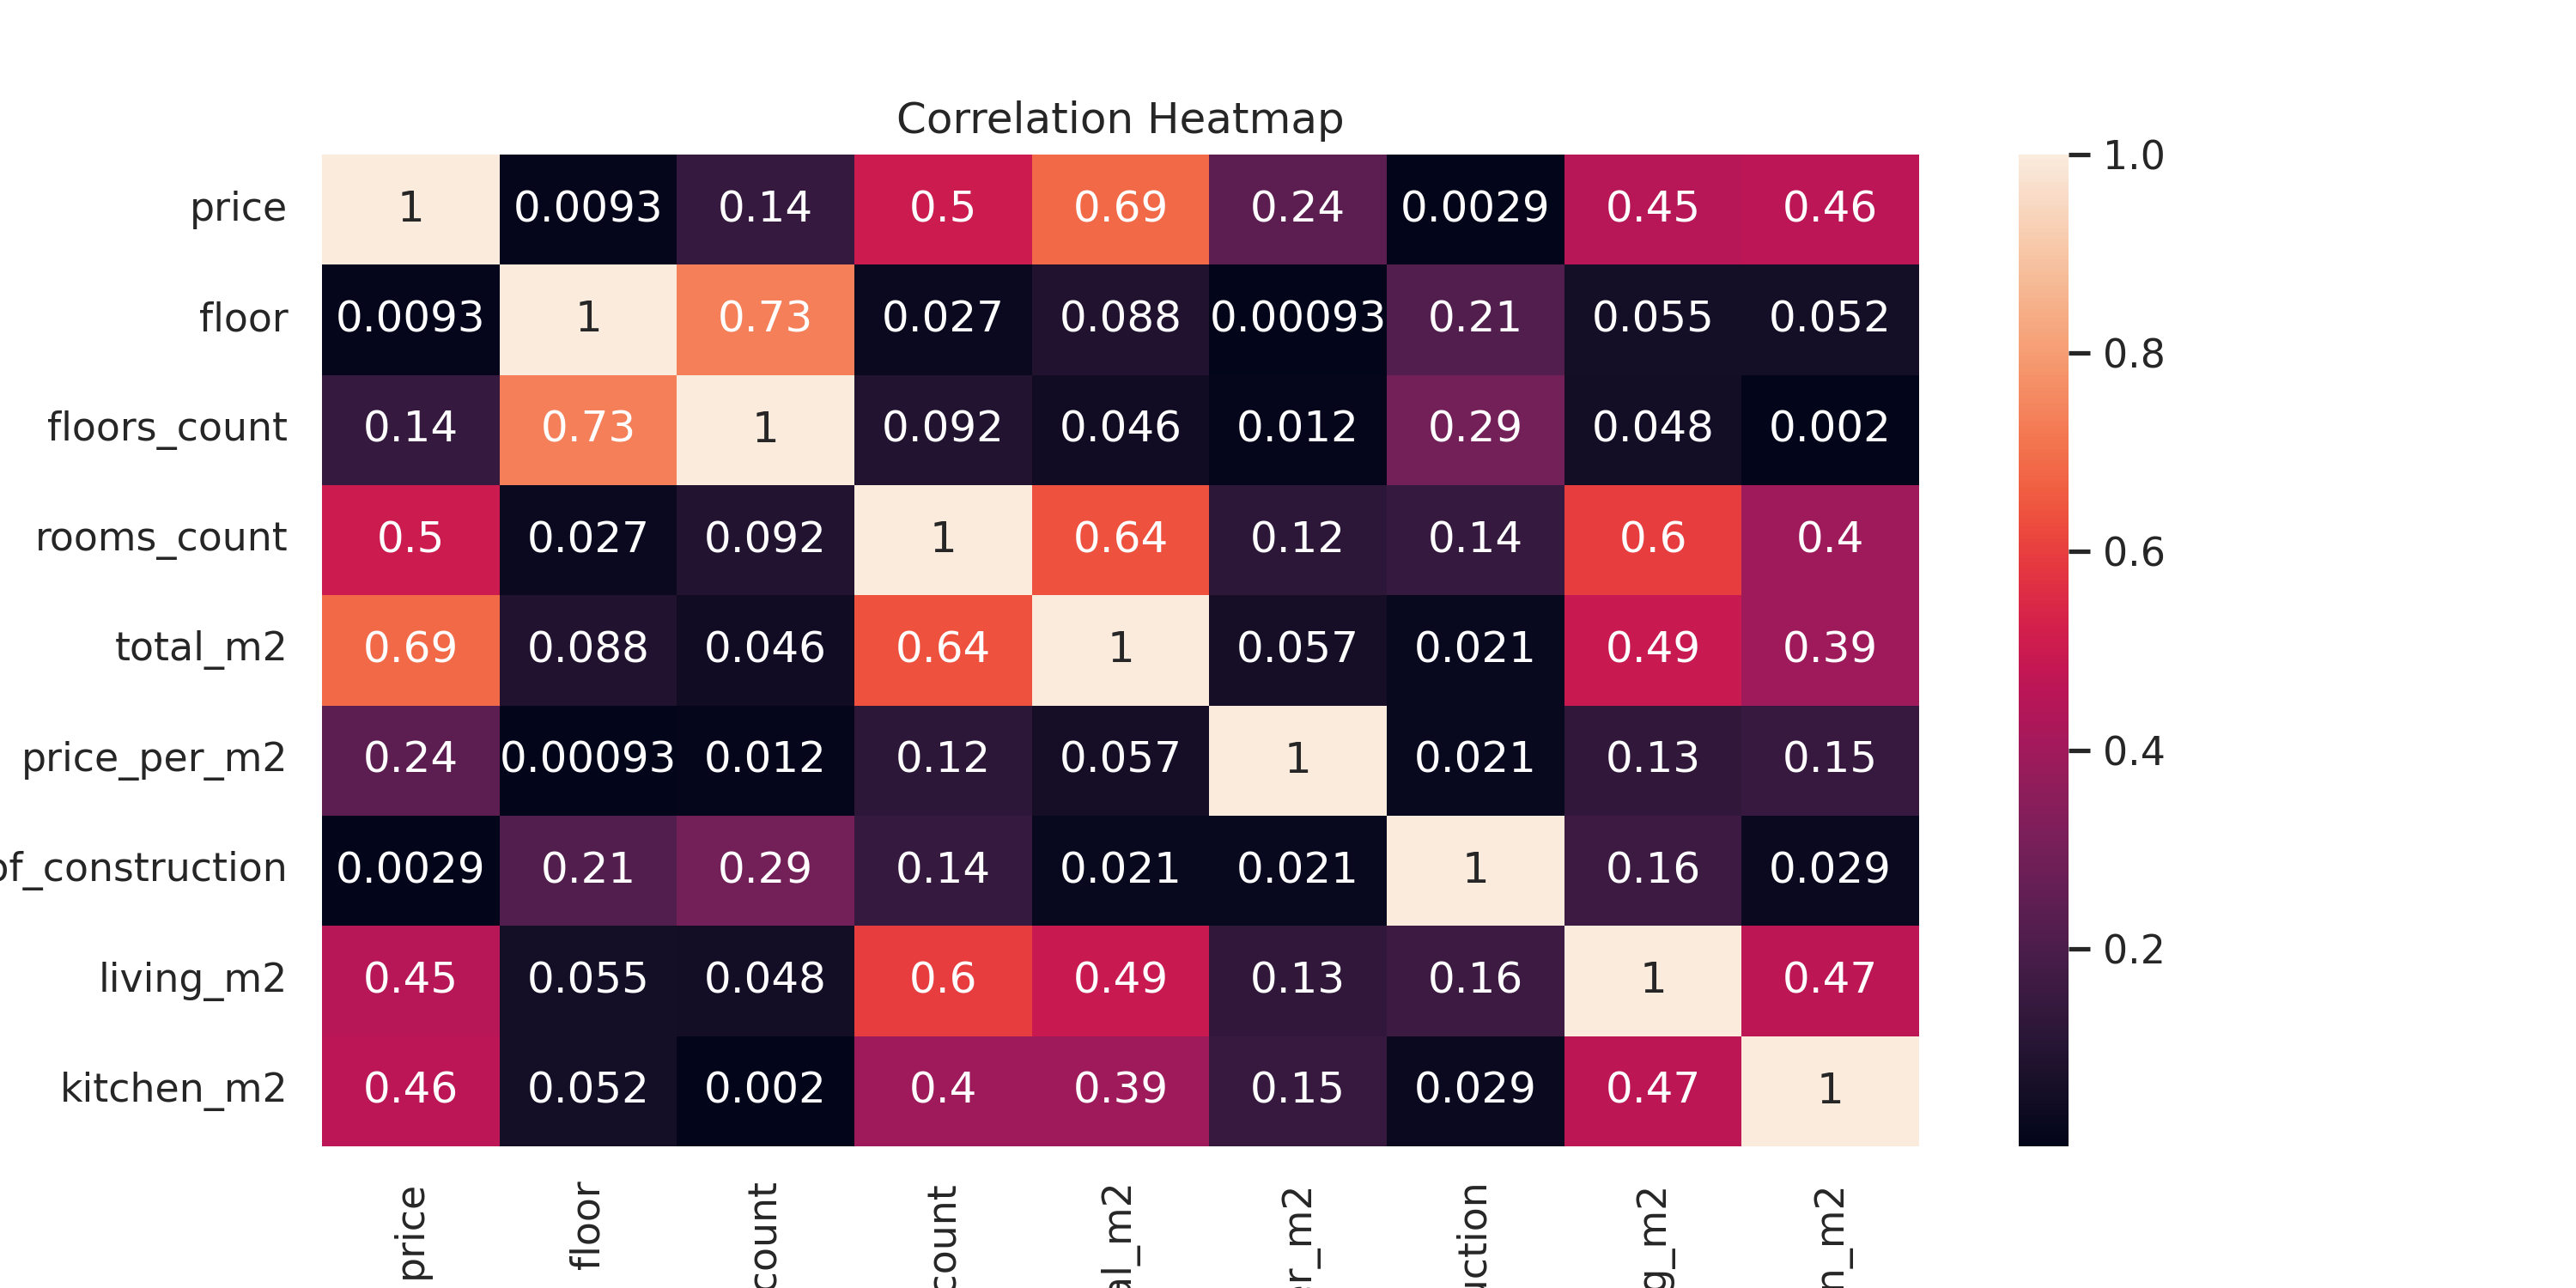 Correlation Heatmap
price 1 0.0093 0.14 0.5 0.69 0.24 0.0029 0.45 0.46
floor 0.0093 1 0.73 0.027 0.088 0.00093 0.21 0.055 0.052
floors_count 0.14 0.73 1 0.092 0.046 0.012 0.29 0.048 0.002
rooms_count 0.5 0.027 0.092 1 0.64 0.12 0.14 0.6 0.4
total_m2 0.69 0.088 0.046 0.64 1 0.057 0.021 0.49 0.39
price_per_m2 0.24 0.00093 0.012 0.12 0.057 1 0.021 0.13 0.15
of_construction 0.0029 0.21 0.29 0.14 0.021 0.021 1 0.16 0.029
living_m2 0.45 0.055 0.048 0.6 0.49 0.13 0.16 1 0.47
kitchen_m2 0.46 0.052 0.002 0.4 0.39 0.15 0.029 0.47 1
price floor count count al_m2 er_m2 uction g_m2 n_m2
1.0
0.8
0.6
0.4
0.2